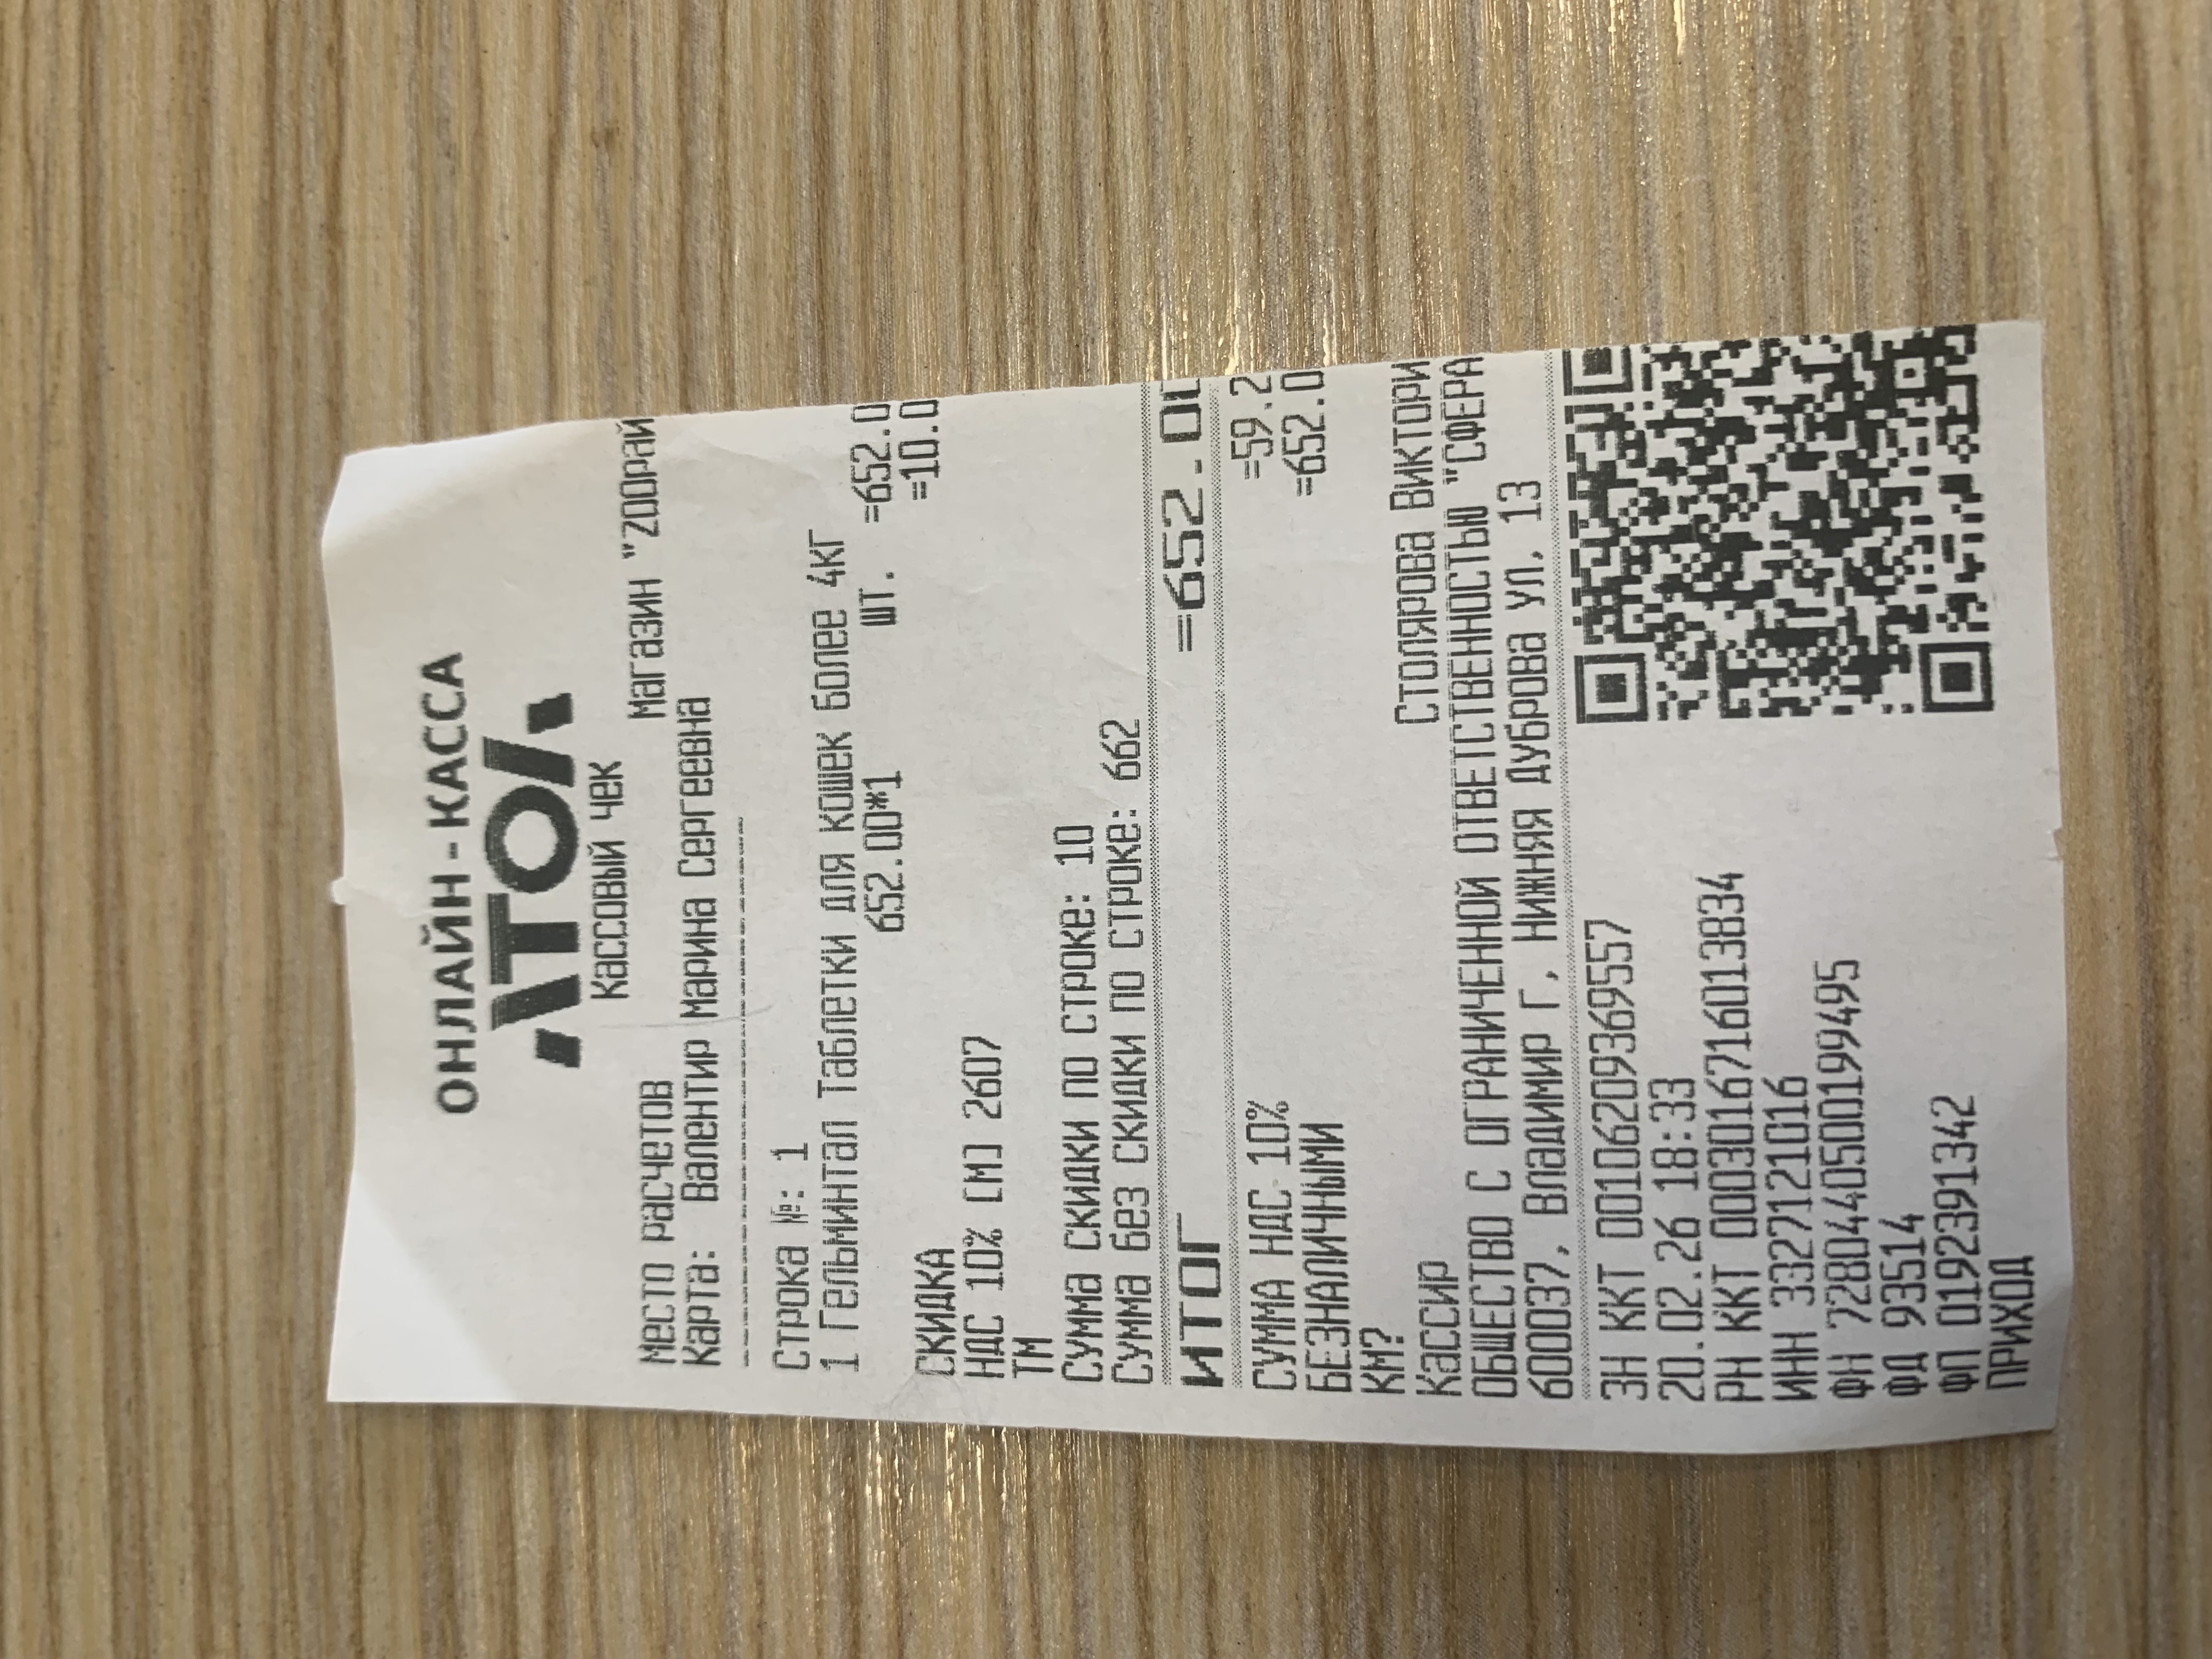 ОНЛАЙН-КАССА
АТОЛ
Кассовый чек
Место расчетов Магазин "ZООРАЙ
Карта: Валентир Марина Сергеевна
Строка №: 1
1 Гельминтал Таблетки для кошек более 4кг
652.00*1 шт. =652.0
СКИДКА =10.0
НДС 10% [М] 2607
ТМ
Сумма скидки по строке: 10
Сумма без скидки по строке: 662
ИТОГ =652.00
СУММА НДС 10% =59.2
БЕЗНАЛИЧНЫМИ =652.0
КМ?
Кассир Столярова Виктори
ОБЩЕСТВО С ОГРАНИЧЕННОЙ ОТВЕТСТВЕННОСТЬЮ "СФЕРА
600037, Владимир г, Нижняя Дуброва ул, 13
ЗН ККТ 00106209369557
20.02.26 18:33
РН ККТ 0003016716013834
ИНН 3327121016
ФН 7280440500199495
ФД 93514
ФП 0192391342
ПРИХОД